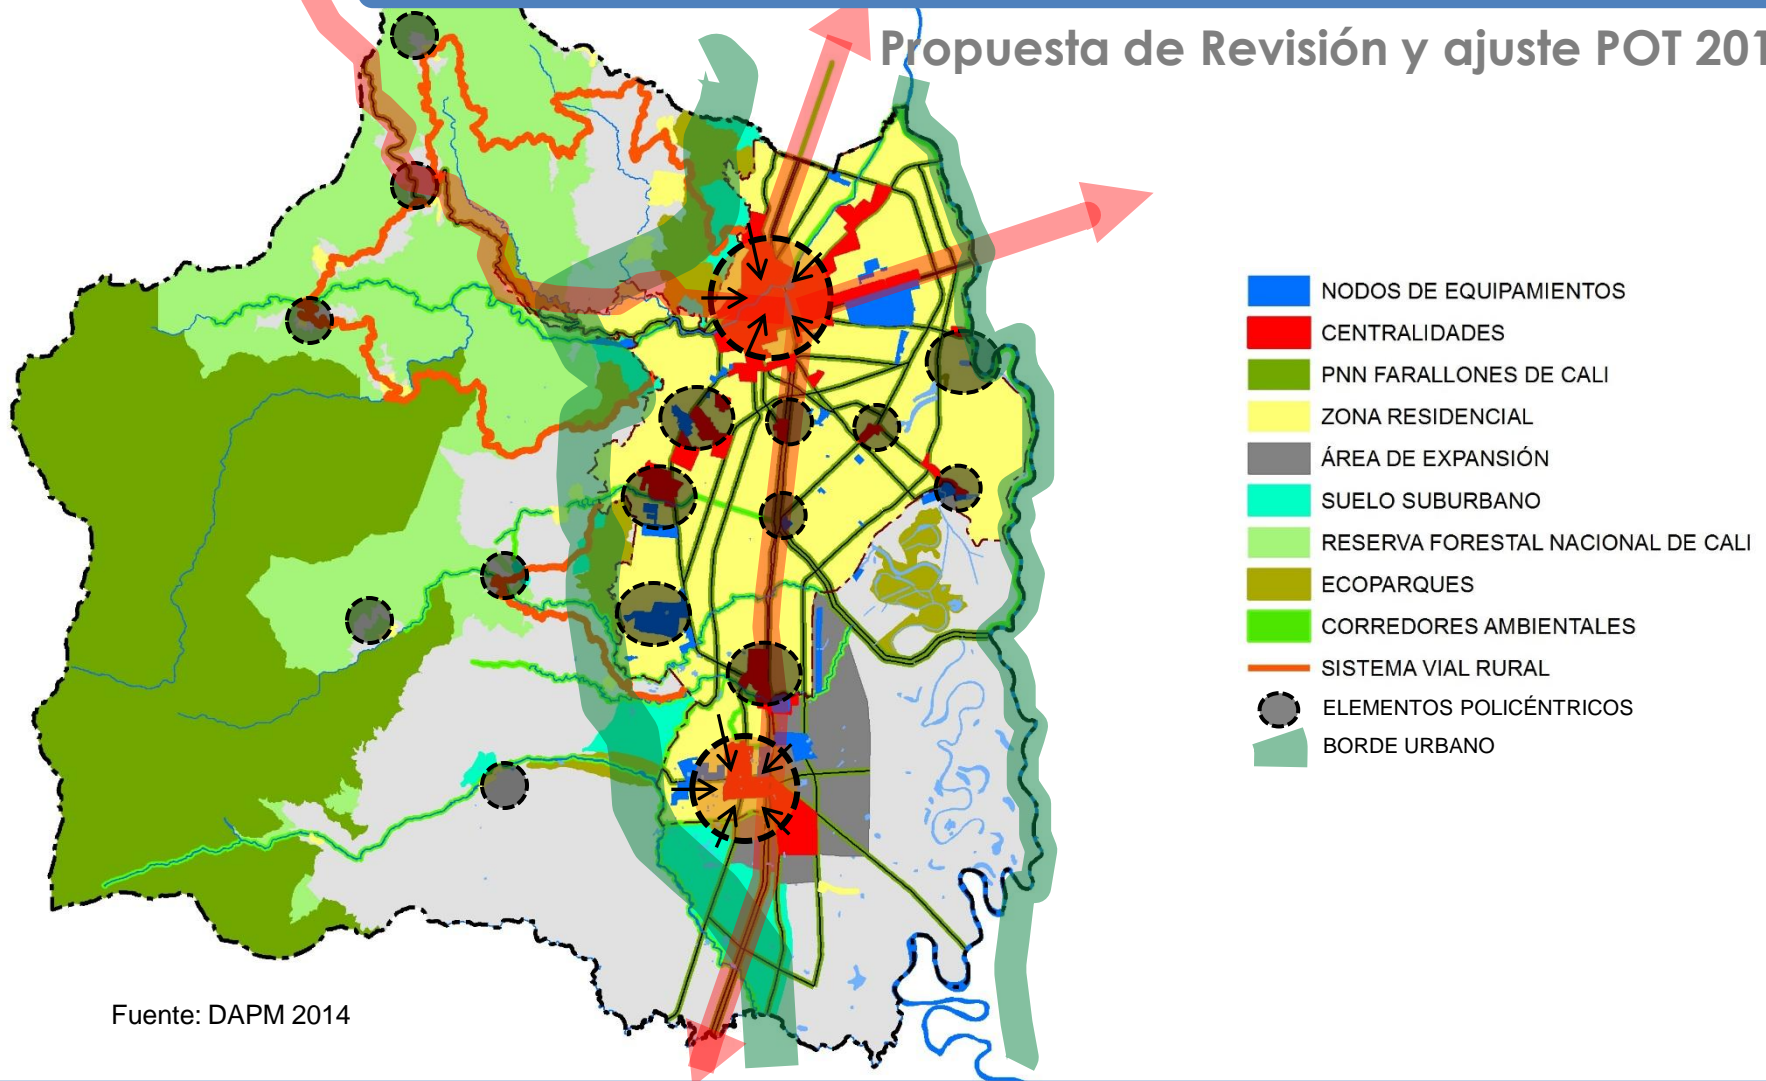 Propuesta de Revisión y ajuste POT 201
NODOS DE EQUIPAMIENTOS
CENTRALIDADES
PNN FARALLONES DE CALI
ZONA RESIDENCIAL
ÁREA DE EXPANSIÓN
SUELO SUBURBANO
RESERVA FORESTAL NACIONAL DE CALI
ECOPARQUES
CORREDORES AMBIENTALES
SISTEMA VIAL RURAL
ELEMENTOS POLICÉNTRICOS
BORDE URBANO
Fuente: DAPM 2014